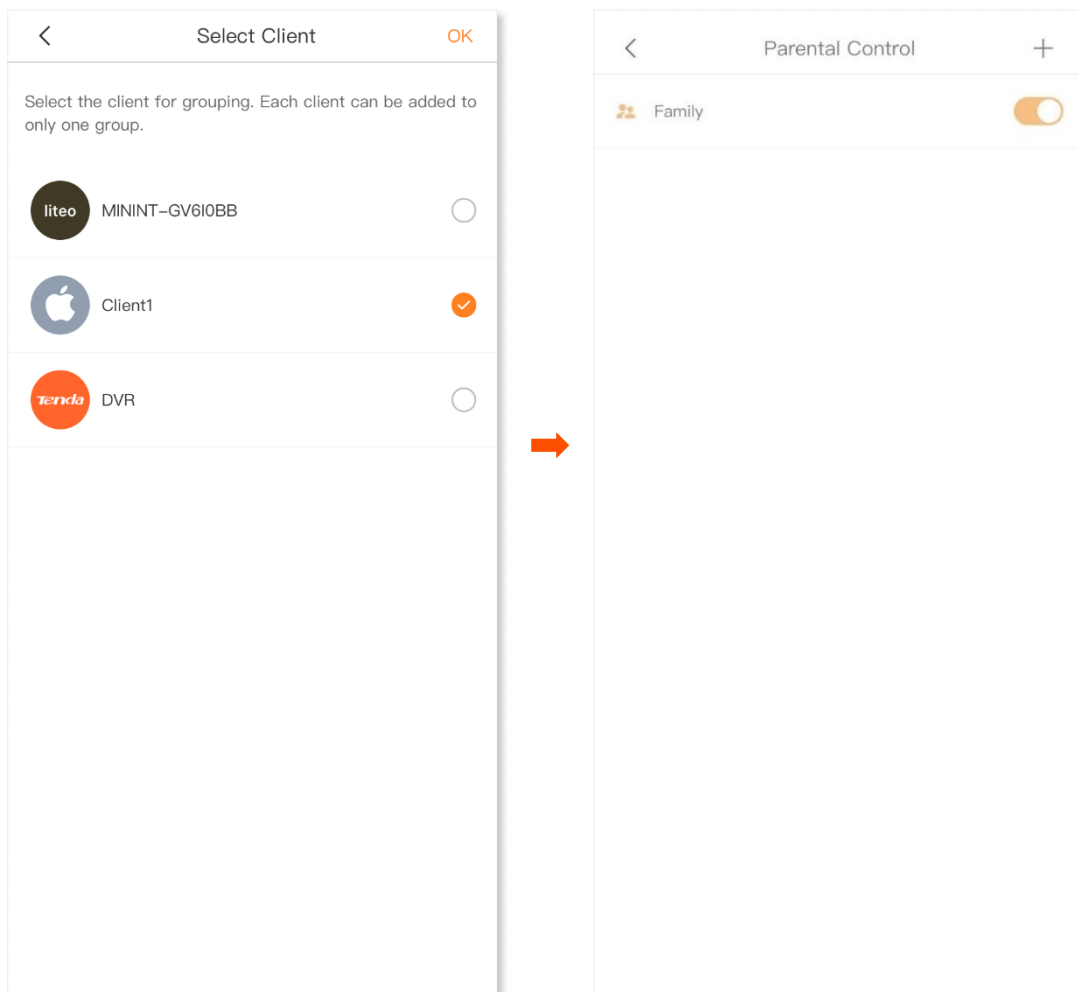 Select Client
OK
Select the client for grouping. Each client can be added to
only one group.
liteo
MININT-GV6I0BB
Client1
Tenda
DVR
Parental Control
Family